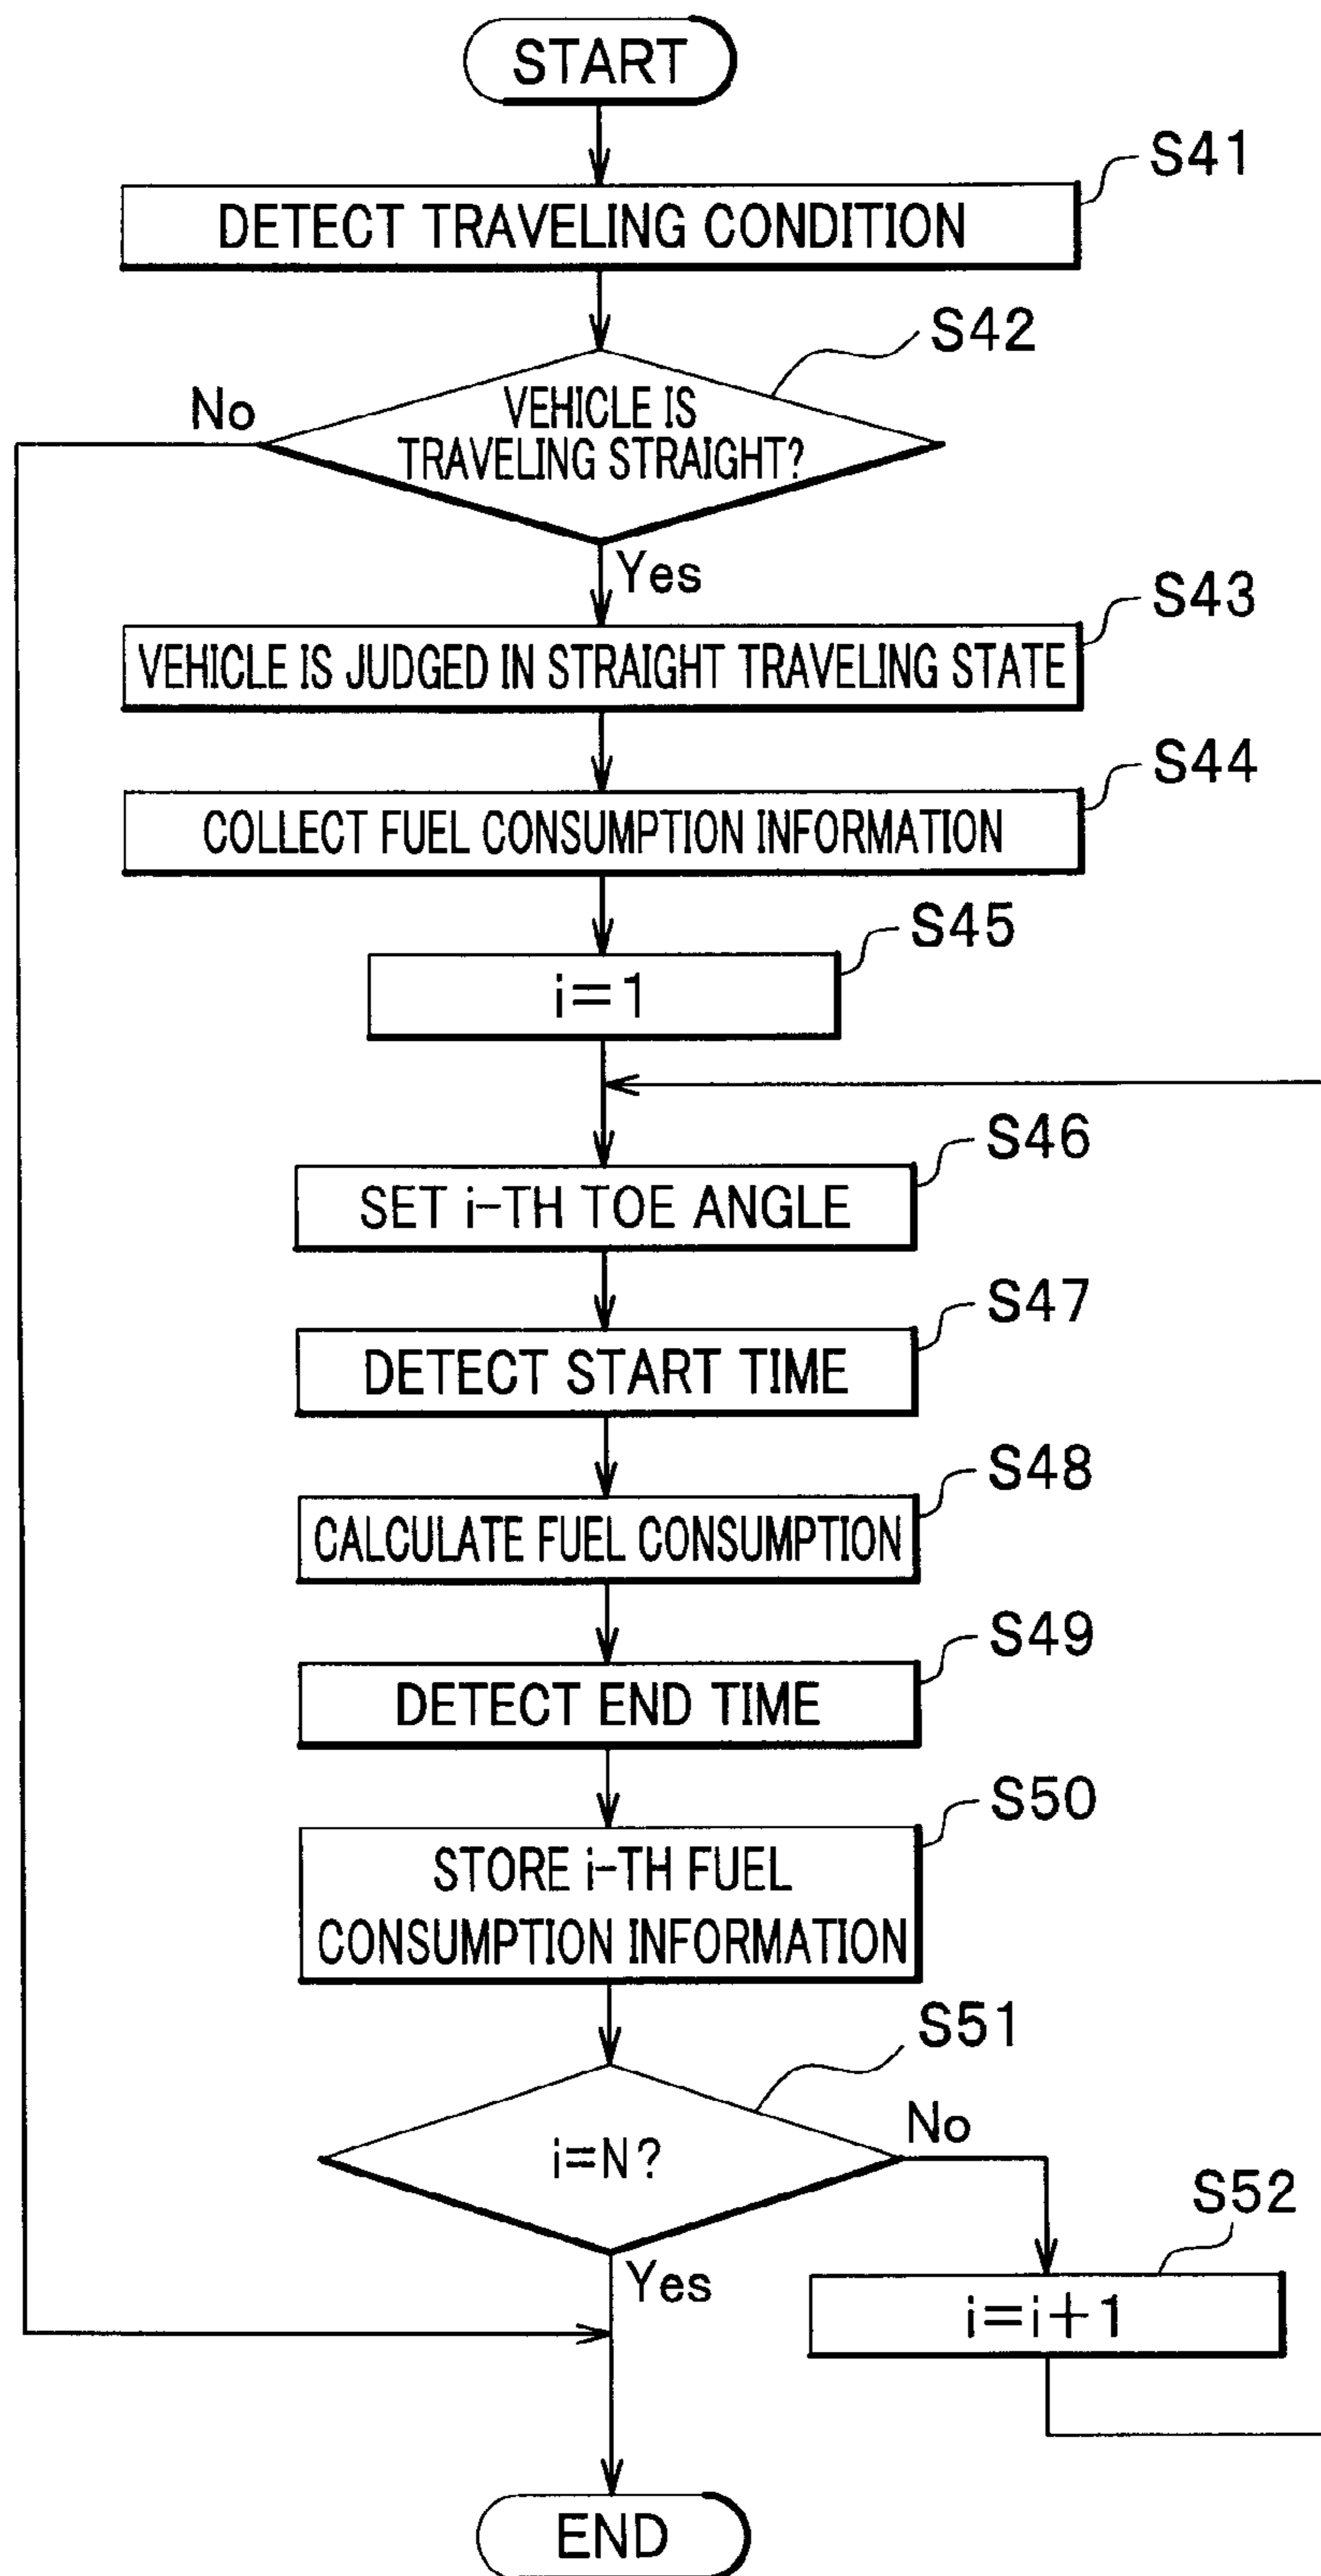 START
S41
DETECT TRAVELING CONDITION
S42
No
VEHICLE IS
TRAVELING STRAIGHT?
Yes
S43
VEHICLE IS JUDGED IN STRAIGHT TRAVELING STATE
S44
COLLECT FUEL CONSUMPTION INFORMATION
S45
i=1
S46
SET i-TH TOE ANGLE
S47
DETECT START TIME
S48
CALCULATE FUEL CONSUMPTION
S49
DETECT END TIME
S50
STORE i-TH FUEL
CONSUMPTION INFORMATION
S51
No
i=N?
S52
Yes
i=i+1
END